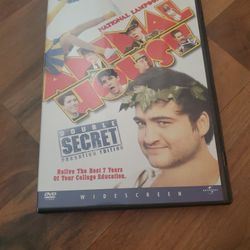 NATIONAL LAMPOON'S
ANIMAL
HOUSE
DOUBLE
SECRET
PROBATION EDITION
Relive The Best 7 Years
Of Your College Education.
DVD
WIDESCREEN